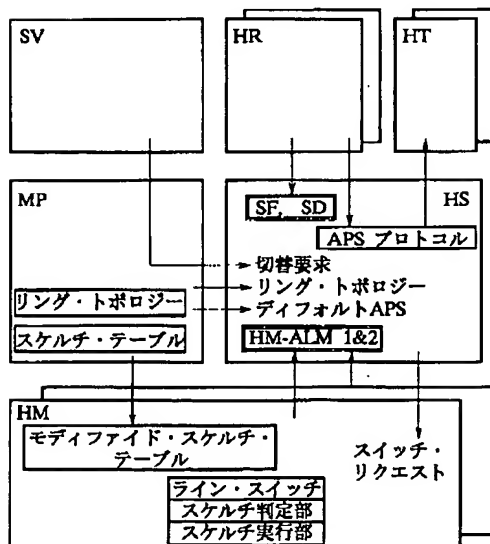 SV
HR
HT
MP
HS
SF, SD
APS プロトコル
切替要求
リング・トポロジー
ディフォルトAPS
リング・トポロジー
スケルチ・テーブル
HM-ALM 1&2
HM
モディファイド・スケルチ・
テーブル
スイッチ・
リクエスト
ライン・スイッチ
スケルチ判定部
スケルチ実行部